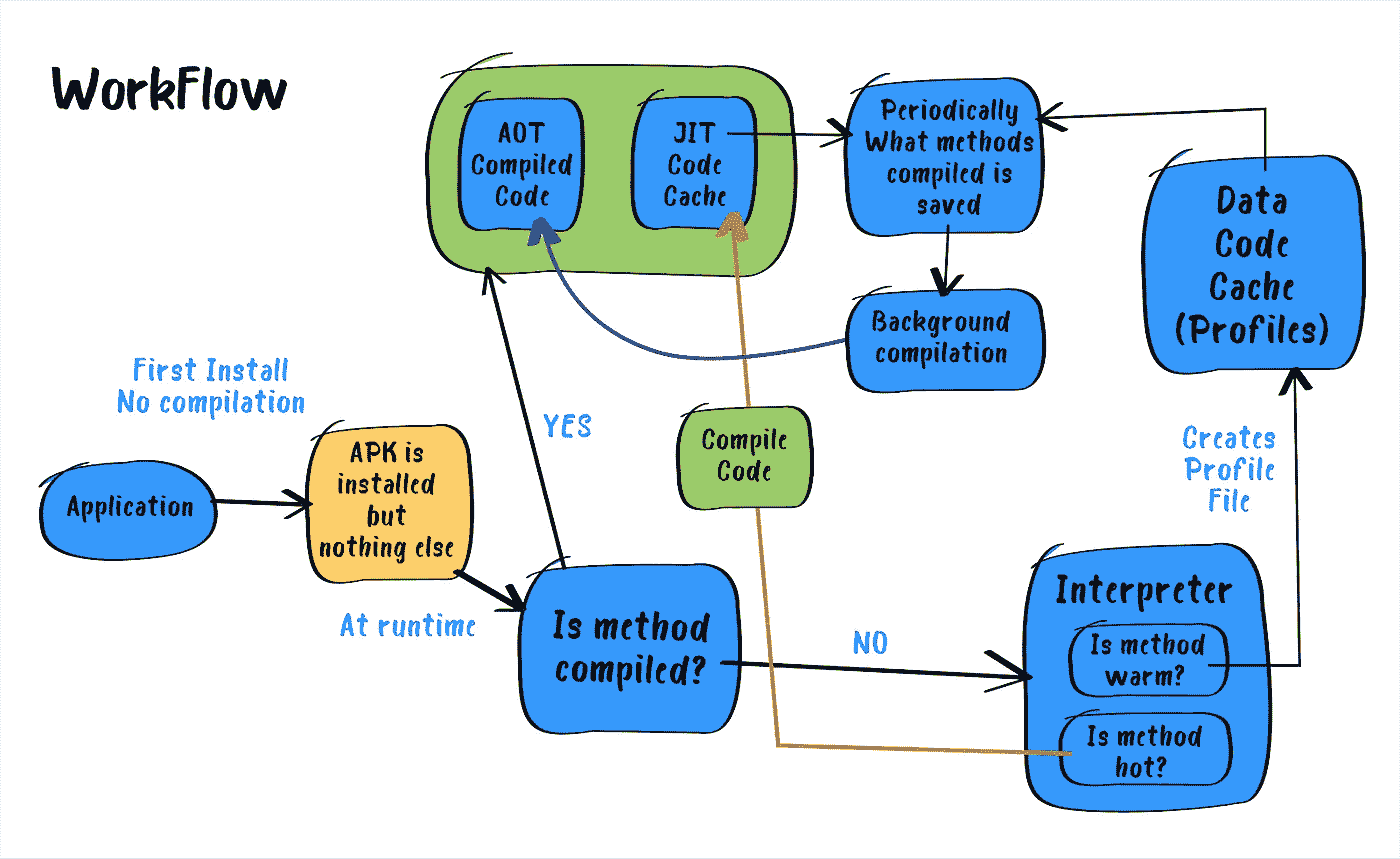 WorkFlow
AOT
Compiled
Code
JIT
Code
Cache
Periodically
What methods
compiled is
saved
Data
Code
Cache
(Profiles)
Background
compilation
First Install
No compilation
YES
Compile
Code
Creates
Profile
File
Application
APK is
installed
but
nothing else
At runtime
Is method
compiled?
NO
Interpreter
Is method
warm?
Is method
hot?